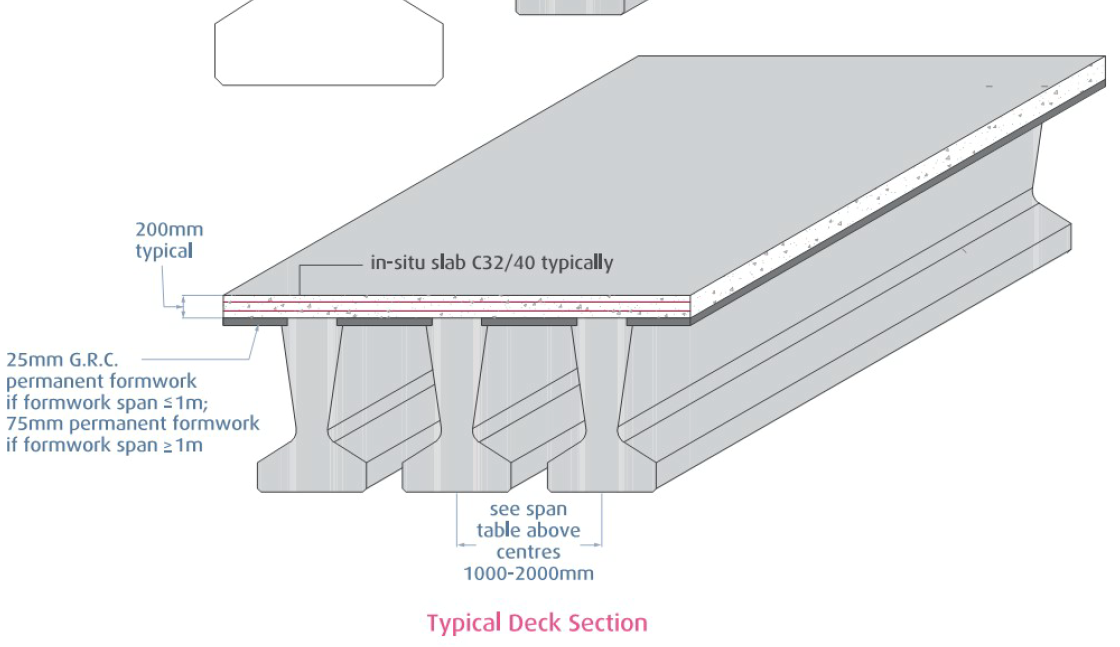 200mm
typical
in-situ slab C32/40 typically
25mm G.R.C.
permanent formwork
if formwork span ≤1m;
75mm permanent formwork
if formwork span ≥1m
see span
table above
centres
1000-2000mm
Typical Deck Section